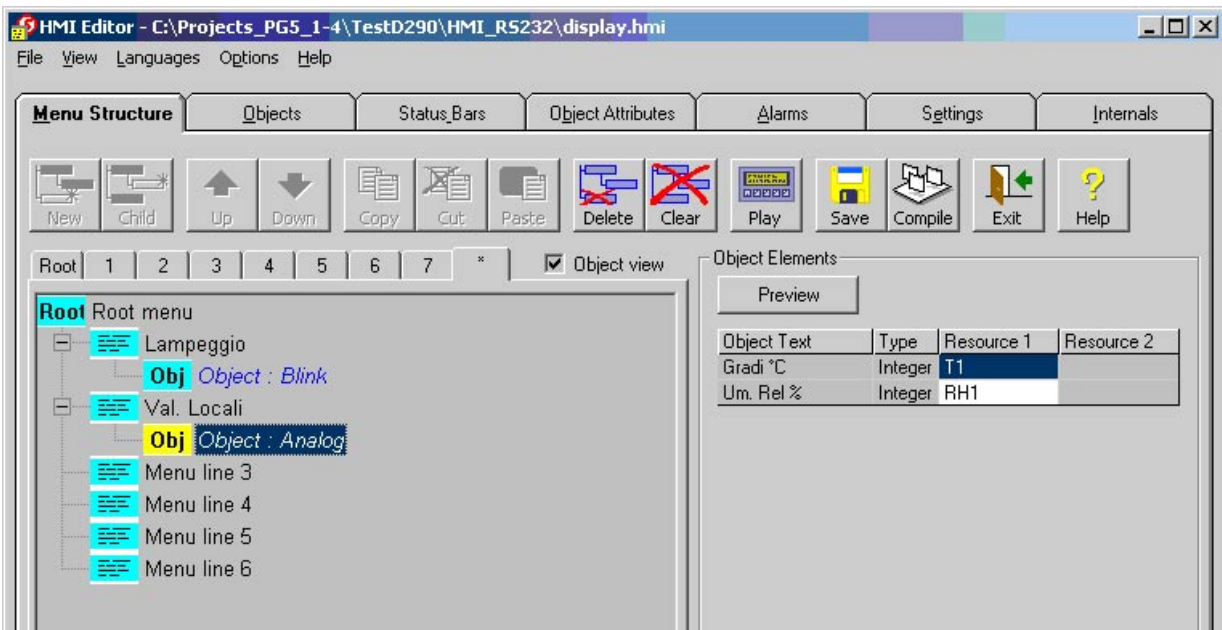 HMI Editor - C:\Projects_PG5_1-4\TestD290\HMI_RS232\display.hmi
File View Languages Options Help
Menu Structure Objects Status Bars Object Attributes Alarms Settings Internals
New Child Up Down Copy Cut Paste Delete Clear Play Save Compile Exit Help
Root 1 2 3 4 5 6 7 * Object view
Object Elements
Preview
Root Root menu
Lampeggio
Obj Object : Blink
Val. Locali
Obj Object : Analog
Menu line 3
Menu line 4
Menu line 5
Menu line 6
Object Text Type Resource 1 Resource 2
Gradi °C Integer T1
Um. Rel % Integer RH1